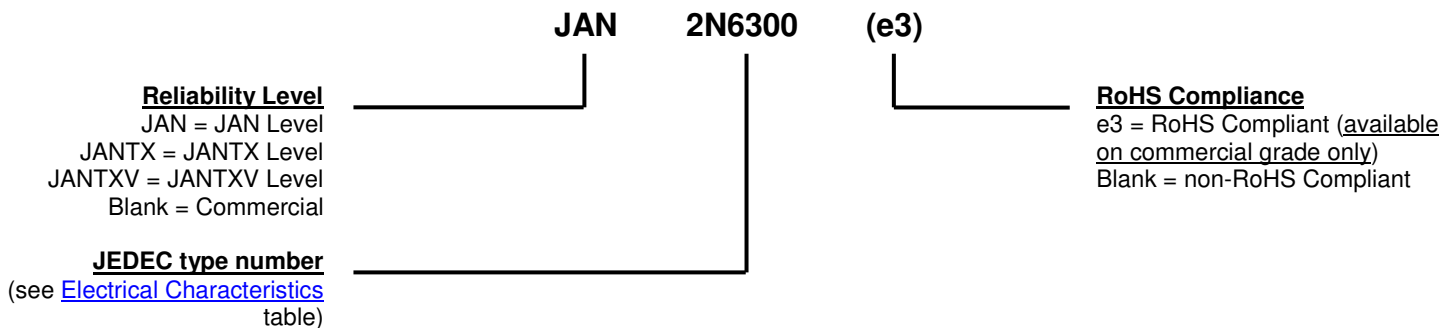 JAN 2N6300 (e3)
Reliability Level
JAN = JAN Level
JANTX = JANTX Level
JANTXV = JANTXV Level
Blank = Commercial
JEDEC type number
(see Electrical Characteristics
table)
RoHS Compliance
e3 = RoHS Compliant (available
on commercial grade only)
Blank = non-RoHS Compliant